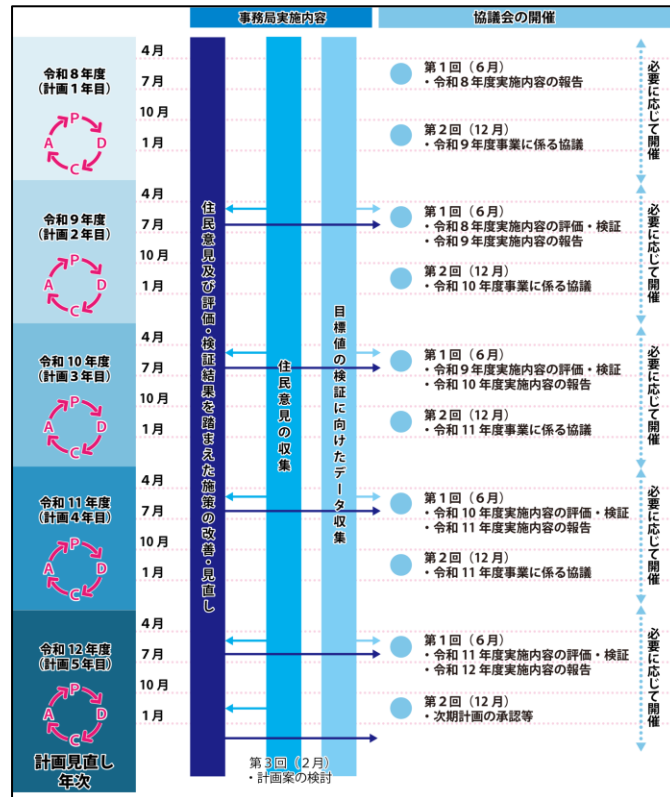 事務局実施内容
協議会の開催
令和8年度
(計画1年目)
P
D
C
A
4月
7月
10月
1月
第1回(6月)
・令和8年度実施内容の報告
第2回(12月)
・令和9年度事業に係る協議
必要に応じて開催
令和9年度
(計画2年目)
P
D
C
A
4月
7月
10月
1月
第1回(6月)
・令和8年度実施内容の評価・検証
・令和9年度実施内容の報告
第2回(12月)
・令和10年度事業に係る協議
必要に応じて開催
住民意見及び評価・検証結果を踏まえた施策の改善・見直し
住民意見の収集
目標値の検証に向けたデータ収集
令和10年度
(計画3年目)
P
D
C
A
4月
7月
10月
1月
第1回(6月)
・令和9年度実施内容の評価・検証
・令和10年度実施内容の報告
第2回(12月)
・令和11年度事業に係る協議
必要に応じて開催
令和11年度
(計画4年目)
P
D
C
A
4月
7月
10月
1月
第1回(6月)
・令和10年度実施内容の評価・検証
・令和11年度実施内容の報告
第2回(12月)
・令和11年度事業に係る協議
必要に応じて開催
令和12年度
(計画5年目)
P
D
C
A
計画見直し
年次
4月
7月
10月
1月
第1回(6月)
・令和11年度実施内容の評価・検証
・令和12年度実施内容の報告
第2回(12月)
・次期計画の承認等
必要に応じて開催
第3回(2月)
・計画案の検討